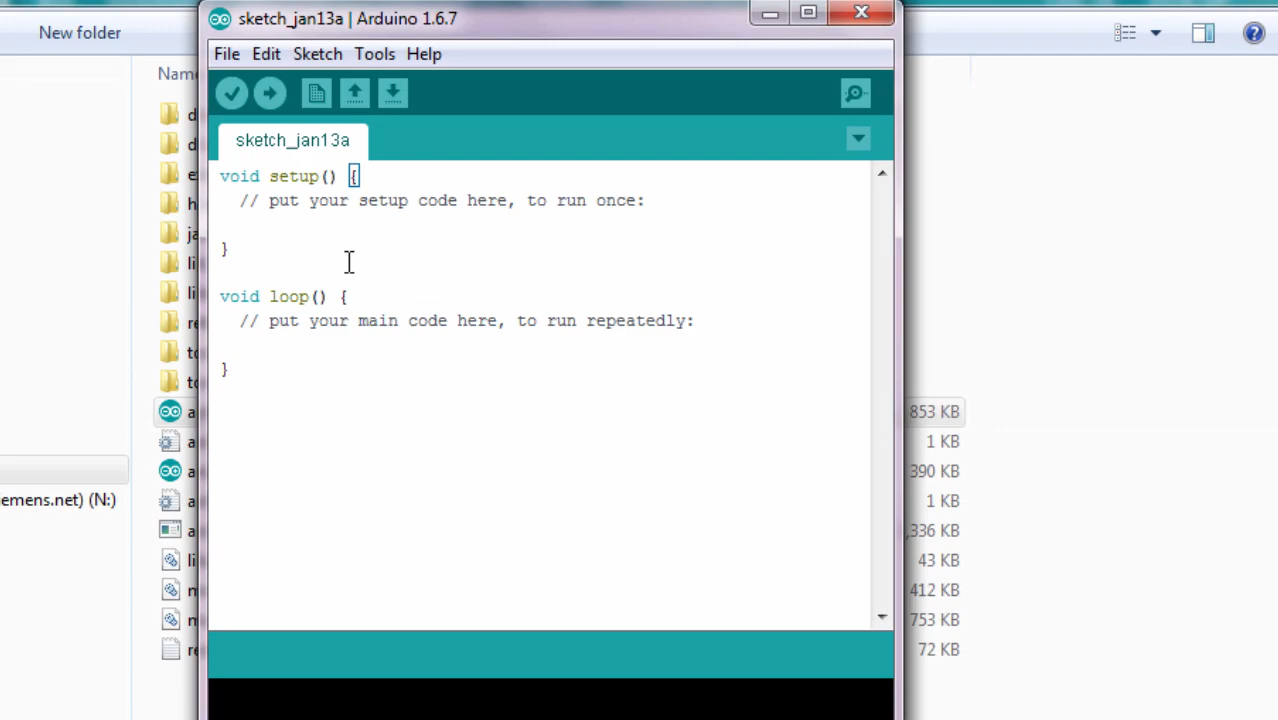 sketch_jan13a | Arduino 1.6.7
New folder
File Edit Sketch Tools Help
sketch_jan13a
void setup() {
// put your setup code here, to run once:
}
void loop() {
// put your main code here, to run repeatedly:
}
853 KB
1 KB
390 KB
1 KB
,336 KB
43 KB
412 KB
753 KB
72 KB
iemens.net) (N:)